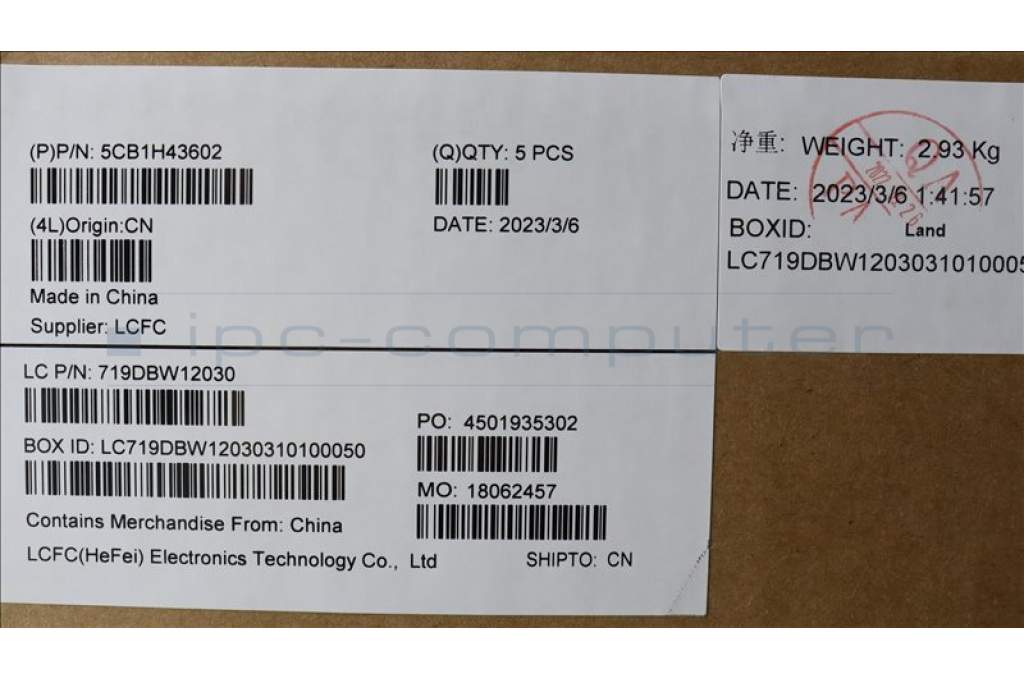 (P)P/N: 5CB1H43602
(Q)QTY: 5 PCS
(4L)Origin:CN
DATE: 2023/3/6
Made in China
Supplier: LCFC
净重: WEIGHT: 2.93 Kg
DATE: 2023/3/6 1:41:57
BOXID: Land
LC719DBW1203031010005
ipc-computer
LC P/N: 719DBW12030
PO: 4501935302
BOX ID: LC719DBW12030310100050
MO: 18062457
Contains Merchandise From: China
LCFC(HeFei) Electronics Technology Co., Ltd
SHIPTO: CN